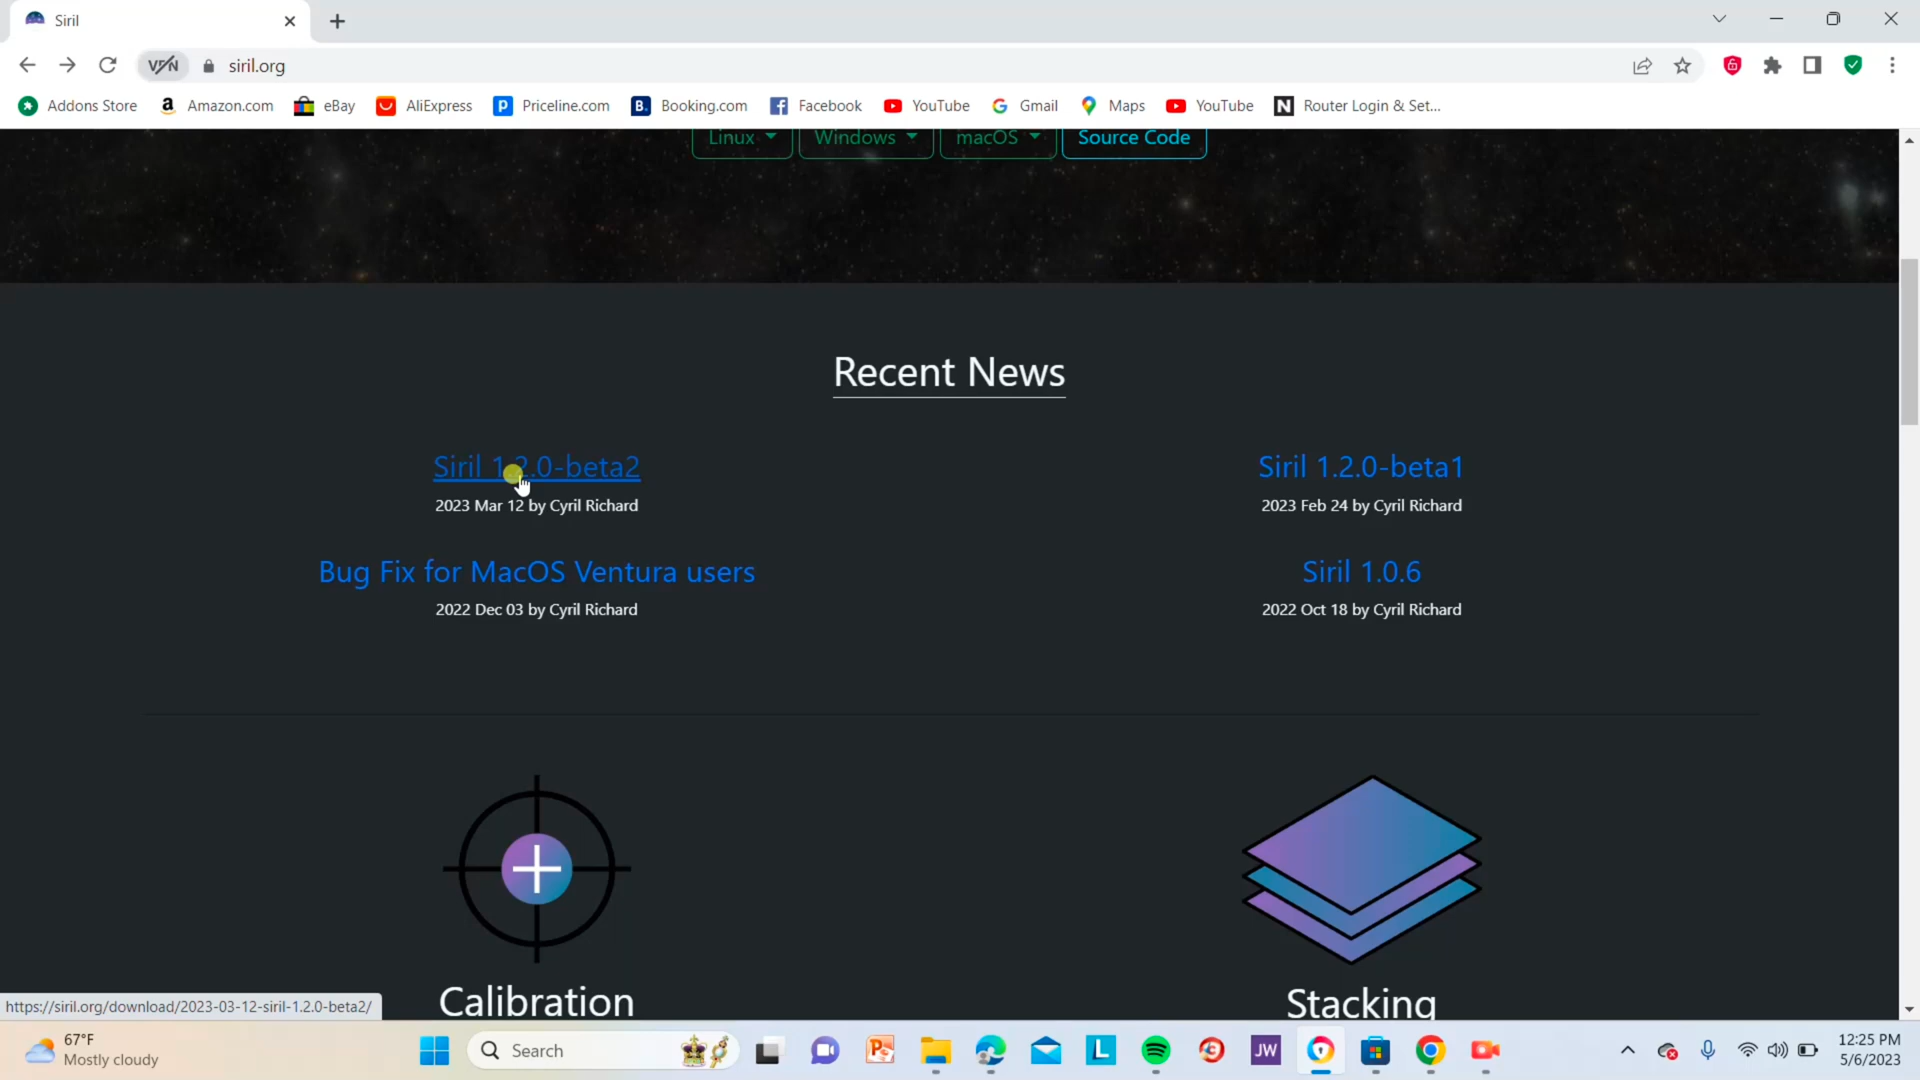 Siril
VPN siril.org
Addons Store Amazon.com eBay AliExpress Priceline.com Booking.com Facebook YouTube Gmail Maps YouTube Router Login & Set...
Linux Windows macOS Source Code
Recent News
Siril 1.2.0-beta2
2023 Mar 12 by Cyril Richard
Siril 1.2.0-beta1
2023 Feb 24 by Cyril Richard
Bug Fix for MacOS Ventura users
2022 Dec 03 by Cyril Richard
Siril 1.0.6
2022 Oct 18 by Cyril Richard
Calibration
Stacking
https://siril.org/download/2023-03-12-siril-1.2.0-beta2/
67°F
Mostly cloudy
Search
L
JW
12:25 PM
5/6/2023